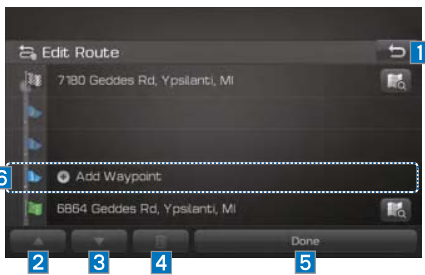 Edit Route
1
7180 Geddes Rd, Ypsilanti, MI
6
Add Waypoint
6864 Geddes Rd, Ypsilanti, MI
Done
2
3
4
5